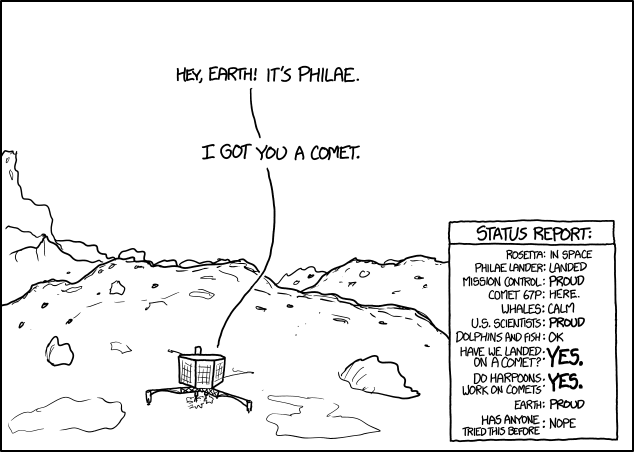 HEY, EARTH! IT'S PHILAE.
I GOT YOU A COMET.
STATUS REPORT:
ROSETTA: IN SPACE
PHILAE LANDER: LANDED
MISSION CONTROL: PROUD
COMET 67P: HERE.
WHALES: CALM
U.S. SCIENTISTS: PROUD
DOLPHINS AND FISH: OK
HAVE WE LANDED
ON A COMET?: YES.
DO HARPOONS
WORK ON COMETS: YES.
EARTH: PROUD
HAS ANYONE
TRIED THIS BEFORE: NOPE